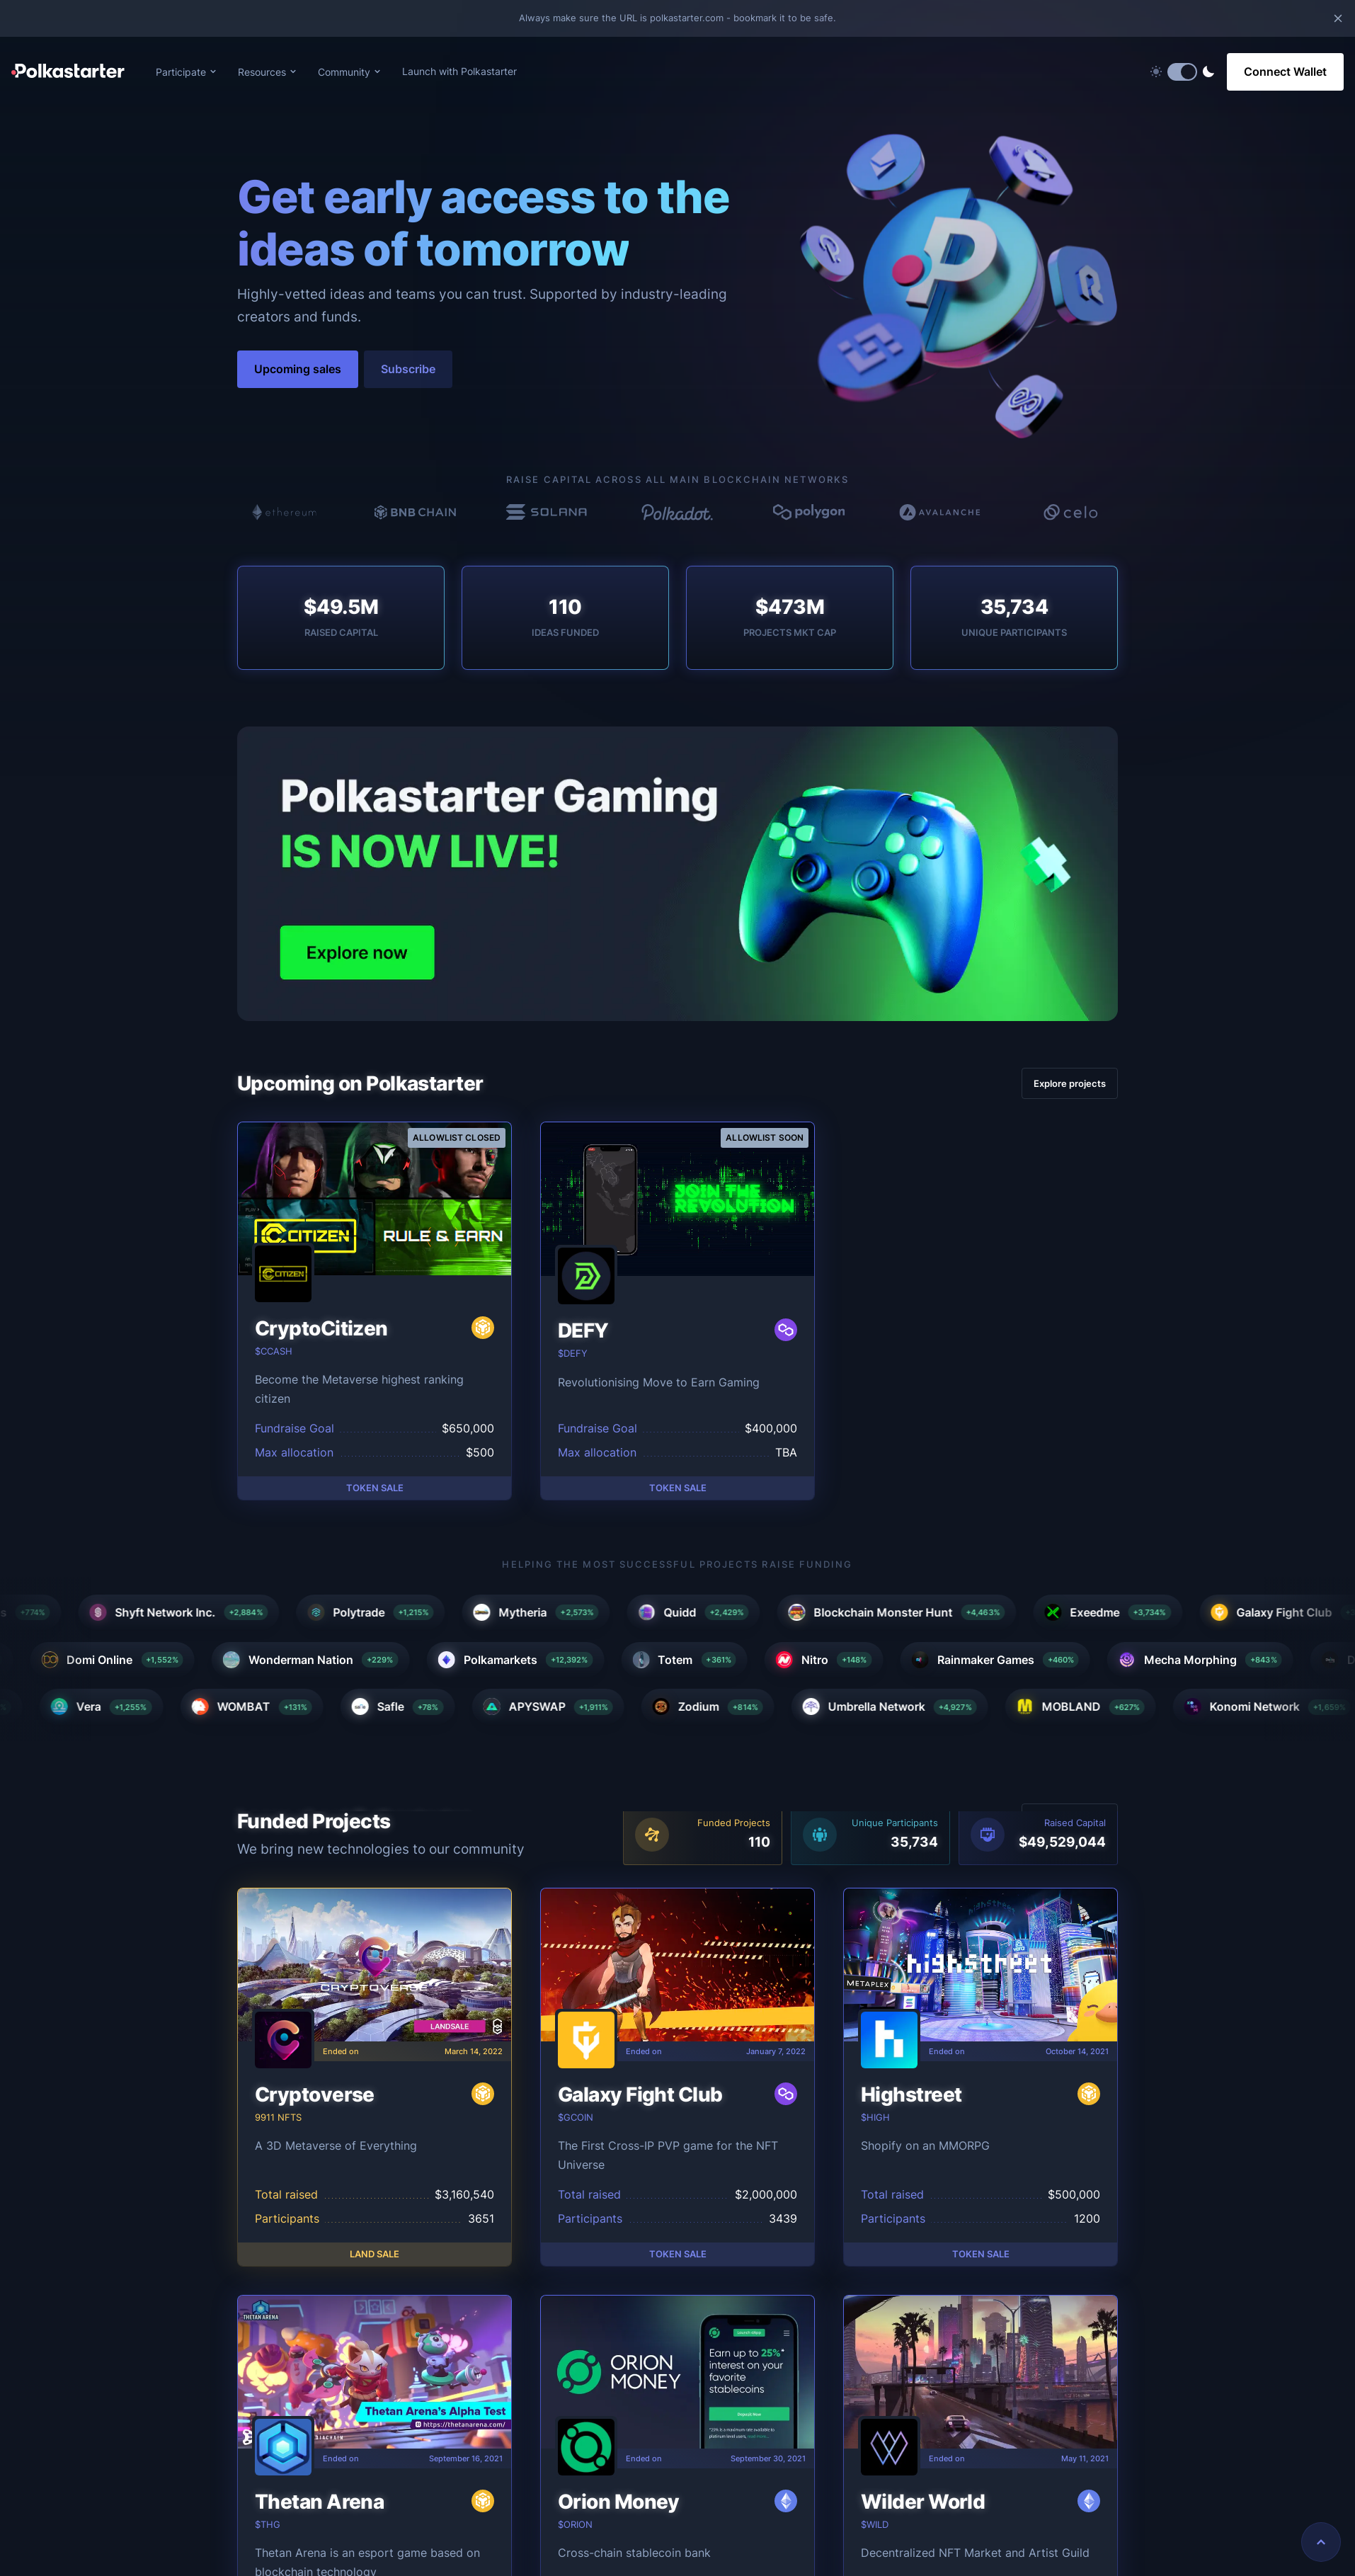 Always make sure the URL is polkastarter.com - bookmark it to be safe.
Polkastarter
Participate
Resources
Community
Launch with Polkastarter
Connect Wallet
Get early access to the
ideas of tomorrow
Highly-vetted ideas and teams you can trust. Supported by industry-leading
creators and funds.
Upcoming sales
Subscribe
RAISE CAPITAL ACROSS ALL MAIN BLOCKCHAIN NETWORKS
ethereum
BNB CHAIN
SOLANA
Polkadot.
polygon
AVALANCHE
celo
$49.5M
RAISED CAPITAL
110
IDEAS FUNDED
$473M
PROJECTS MKT CAP
35,734
UNIQUE PARTICIPANTS
Polkastarter Gaming
IS NOW LIVE!
Explore now
Upcoming on Polkastarter
Explore projects
ALLOWLIST CLOSED
CITIZEN
RULE & EARN
CITIZEN
CryptoCitizen
$CCASH
Become the Metaverse highest ranking
citizen
Fundraise Goal $650,000
Max allocation $500
TOKEN SALE
ALLOWLIST SOON
JOIN THE
REVOLUTION
DEFY
$DEFY
Revolutionising Move to Earn Gaming
Fundraise Goal $400,000
Max allocation TBA
TOKEN SALE
HELPING THE MOST SUCCESSFUL PROJECTS RAISE FUNDING
s +774% Shyft Network Inc. +2,884% Polytrade +1,215% Mytheria +2,573% Quidd +2,429% Blockchain Monster Hunt +4,463% Exeedme +3,734% Galaxy Fight Club
Domi Online +1,552% Wonderman Nation +229% Polkamarkets +12,392% Totem +361% Nitro +148% Rainmaker Games +460% Mecha Morphing +843% D
Vera +1,255% WOMBAT +131% Safle +78% APYSWAP +1,911% Zodium +814% Umbrella Network +4,927% MOBLAND +627% Konomi Network +1,659%
Funded Projects
We bring new technologies to our community
Funded Projects
110
Unique Participants
35,734
Raised Capital
$49,529,044
CRYPTOVERSE
LANDSALE
Ended on March 14, 2022
Cryptoverse
9911 NFTS
A 3D Metaverse of Everything
Total raised $3,160,540
Participants 3651
LAND SALE
Ended on January 7, 2022
Galaxy Fight Club
$GCOIN
The First Cross-IP PVP game for the NFT
Universe
Total raised $2,000,000
Participants 3439
TOKEN SALE
highstreet
METAPLEX
Ended on October 14, 2021
Highstreet
$HIGH
Shopify on an MMORPG
Total raised $500,000
Participants 1200
TOKEN SALE
THETAN ARENA
Thetan Arena's Alpha Test
https://thetanarena.com/
Ended on September 16, 2021
Thetan Arena
$THG
Thetan Arena is an esport game based on
blockchain technology
ORION
MONEY
Earn up to 25%*
interest on your
favorite
stablecoins
Ended on September 30, 2021
Orion Money
$ORION
Cross-chain stablecoin bank
Ended on May 11, 2021
Wilder World
$WILD
Decentralized NFT Market and Artist Guild